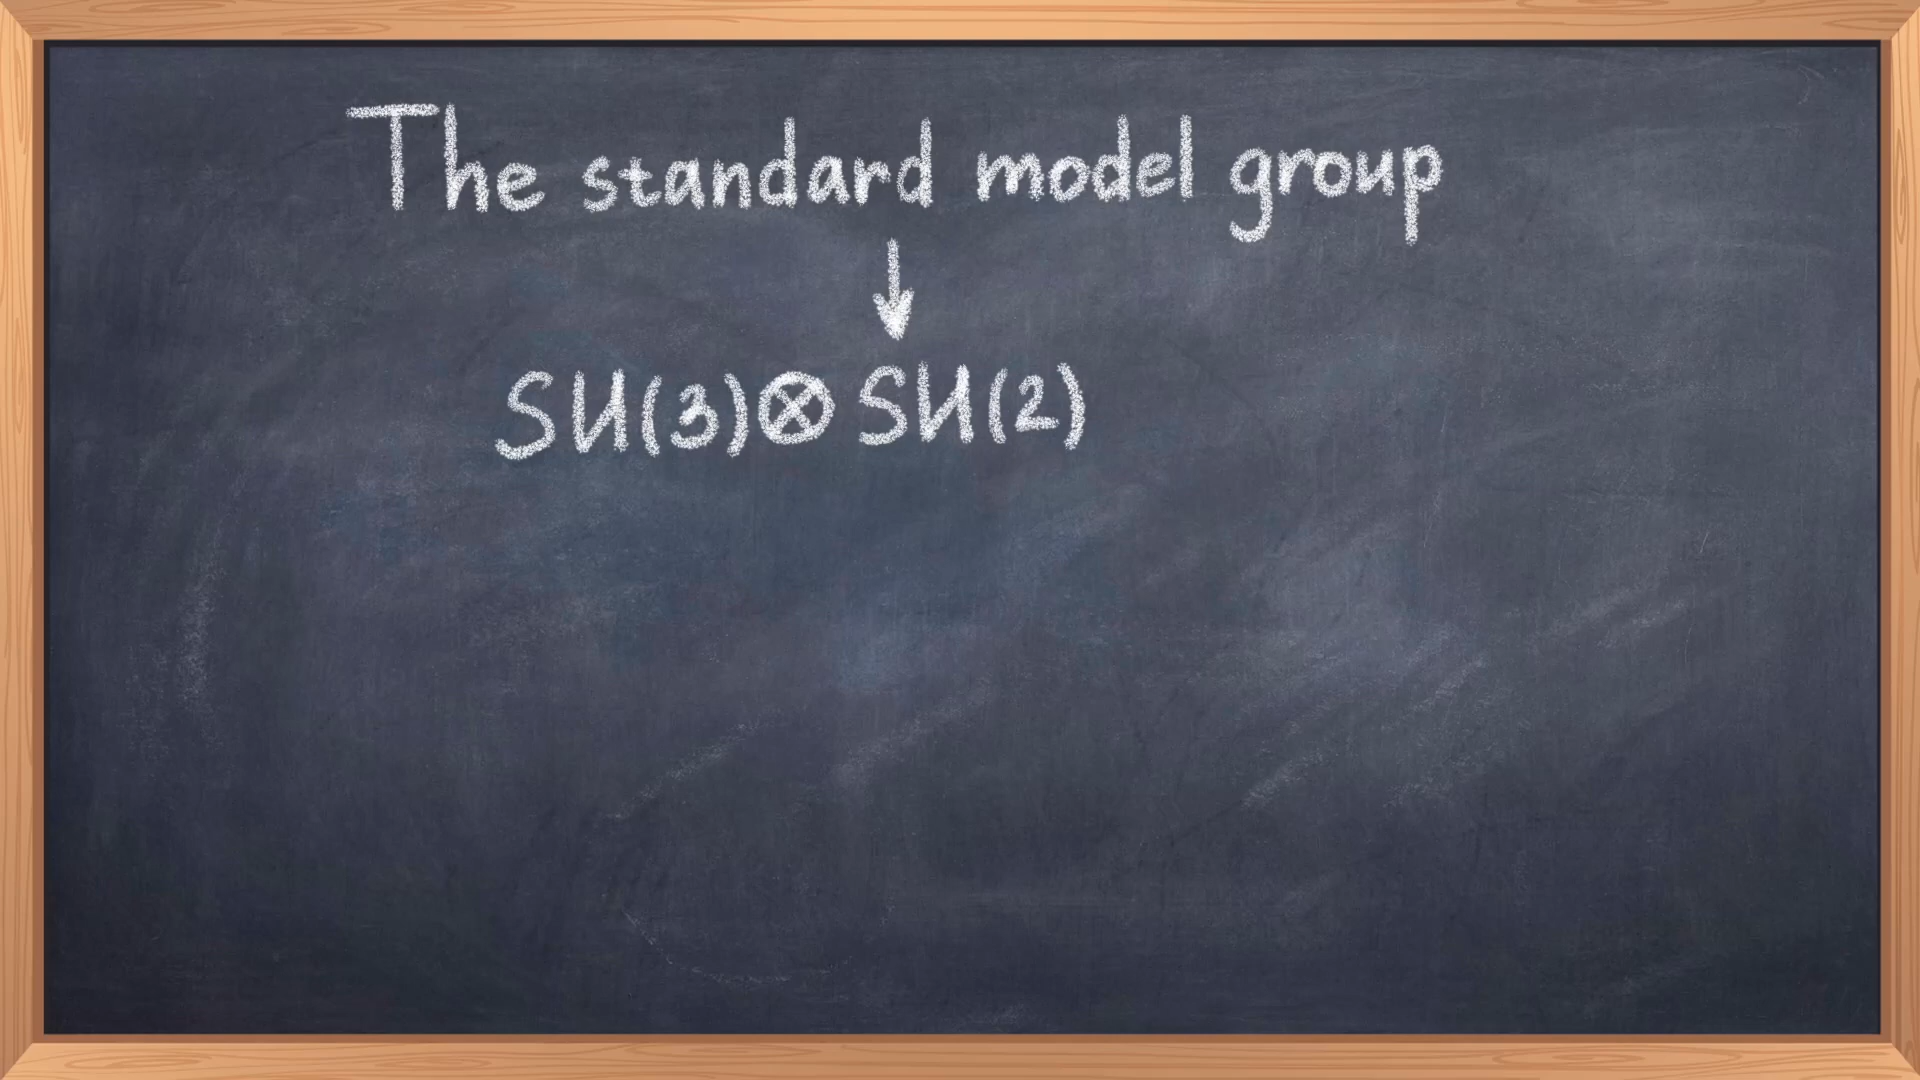 The standard model group
↓
SU(3)⊗SU(2)